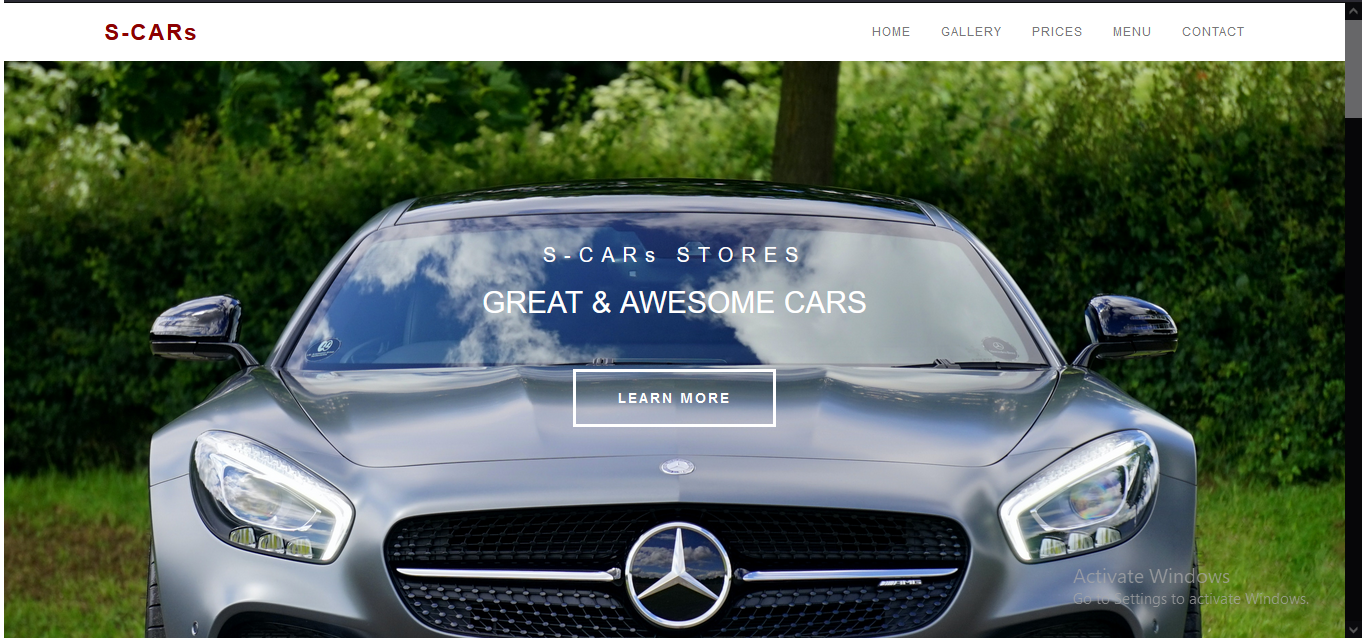 S-CARs
HOME GALLERY PRICES MENU CONTACT
S-CARs STORES
GREAT & AWESOME CARS
LEARN MORE
AMG
Activate Windows
Go to Settings to activate Windows.